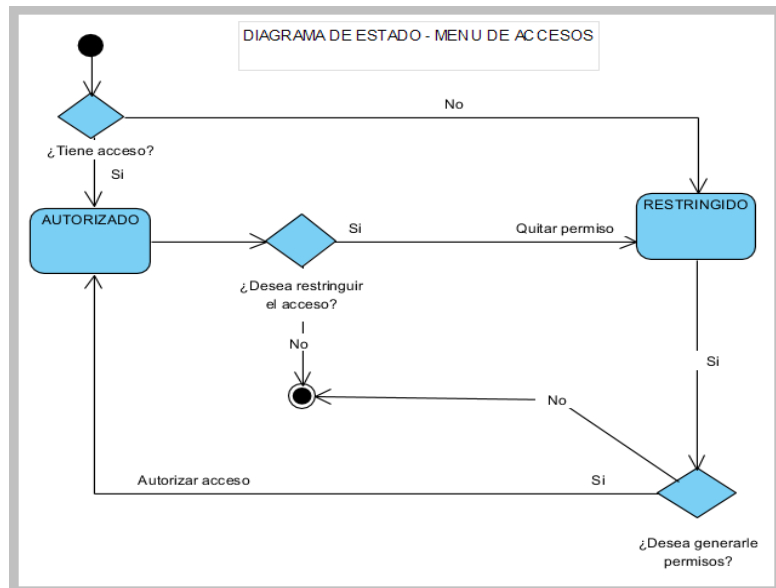 DIAGRAMA DE ESTADO - MENU DE ACCESOS
No
¿Tiene acceso?
Si
AUTORIZADO
RESTRINGIDO
Si
Quitar permiso
¿Desea restringuir
el acceso?
No
Si
No
Autorizar acceso
Si
¿Desea generarle
permisos?